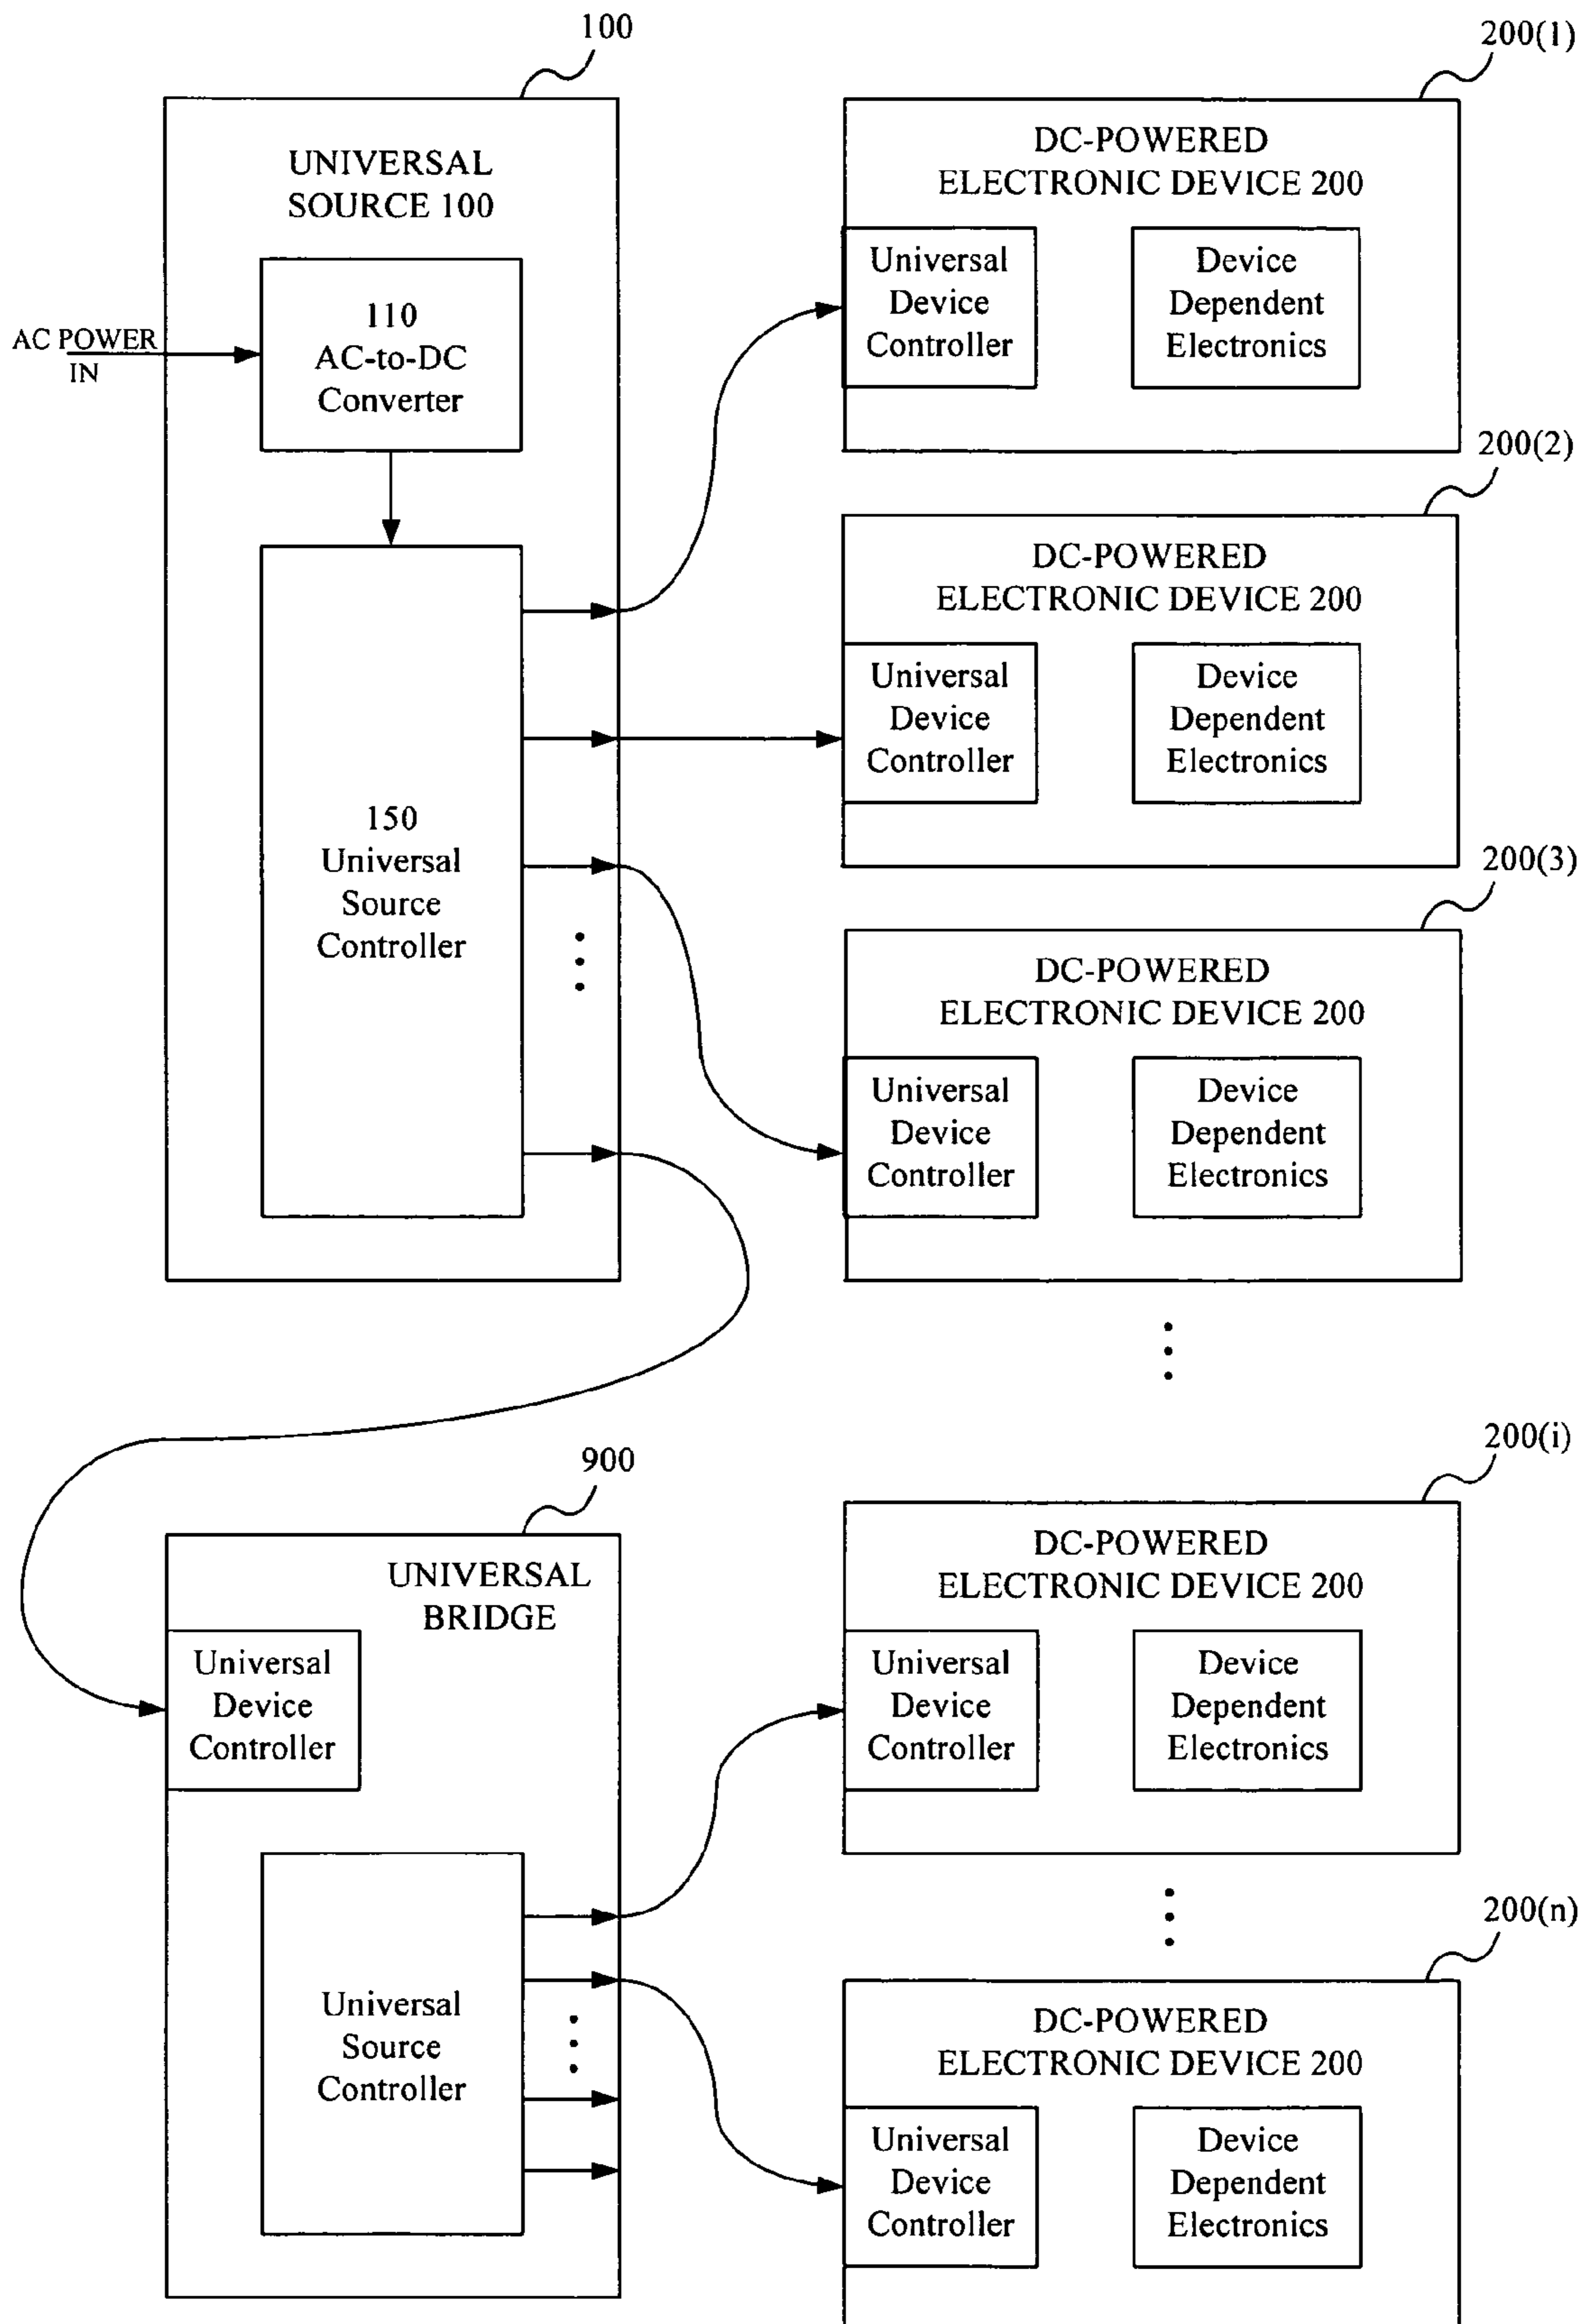 100
UNIVERSAL
SOURCE 100
110
AC-to-DC
Converter
AC POWER
IN
150
Universal
Source
Controller
200(1)
DC-POWERED
ELECTRONIC DEVICE 200
Universal
Device
Controller
Device
Dependent
Electronics
200(2)
DC-POWERED
ELECTRONIC DEVICE 200
Universal
Device
Controller
Device
Dependent
Electronics
200(3)
DC-POWERED
ELECTRONIC DEVICE 200
Universal
Device
Controller
Device
Dependent
Electronics
900
UNIVERSAL
BRIDGE
Universal
Device
Controller
Universal
Source
Controller
200(i)
DC-POWERED
ELECTRONIC DEVICE 200
Universal
Device
Controller
Device
Dependent
Electronics
200(n)
DC-POWERED
ELECTRONIC DEVICE 200
Universal
Device
Controller
Device
Dependent
Electronics